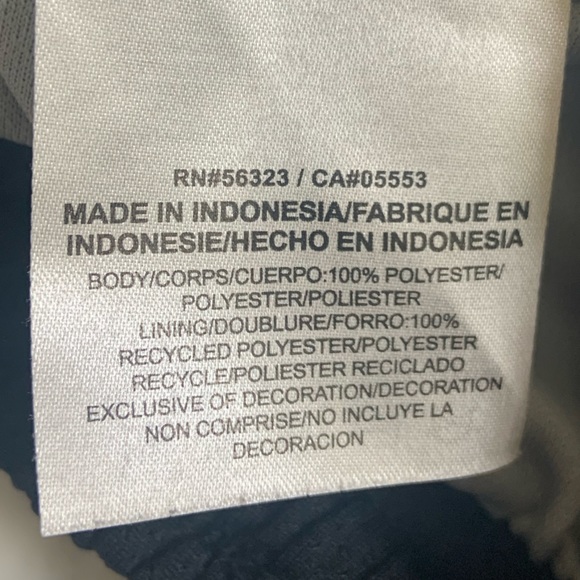 RN#56323 / CA#05553
MADE IN INDONESIA/FABRIQUE EN
INDONESIE/HECHO EN INDONESIA
BODY/CORPS/CUERPO:100% POLYESTER/
POLYESTER/POLIESTER
LINING/DOUBLURE/FORRO:100%
RECYCLED POLYESTER/POLYESTER
RECYCLE/POLIESTER RECICLADO
EXCLUSIVE OF DECORATION/DECORATION
NON COMPRISE/NO INCLUYE LA
DECORACION